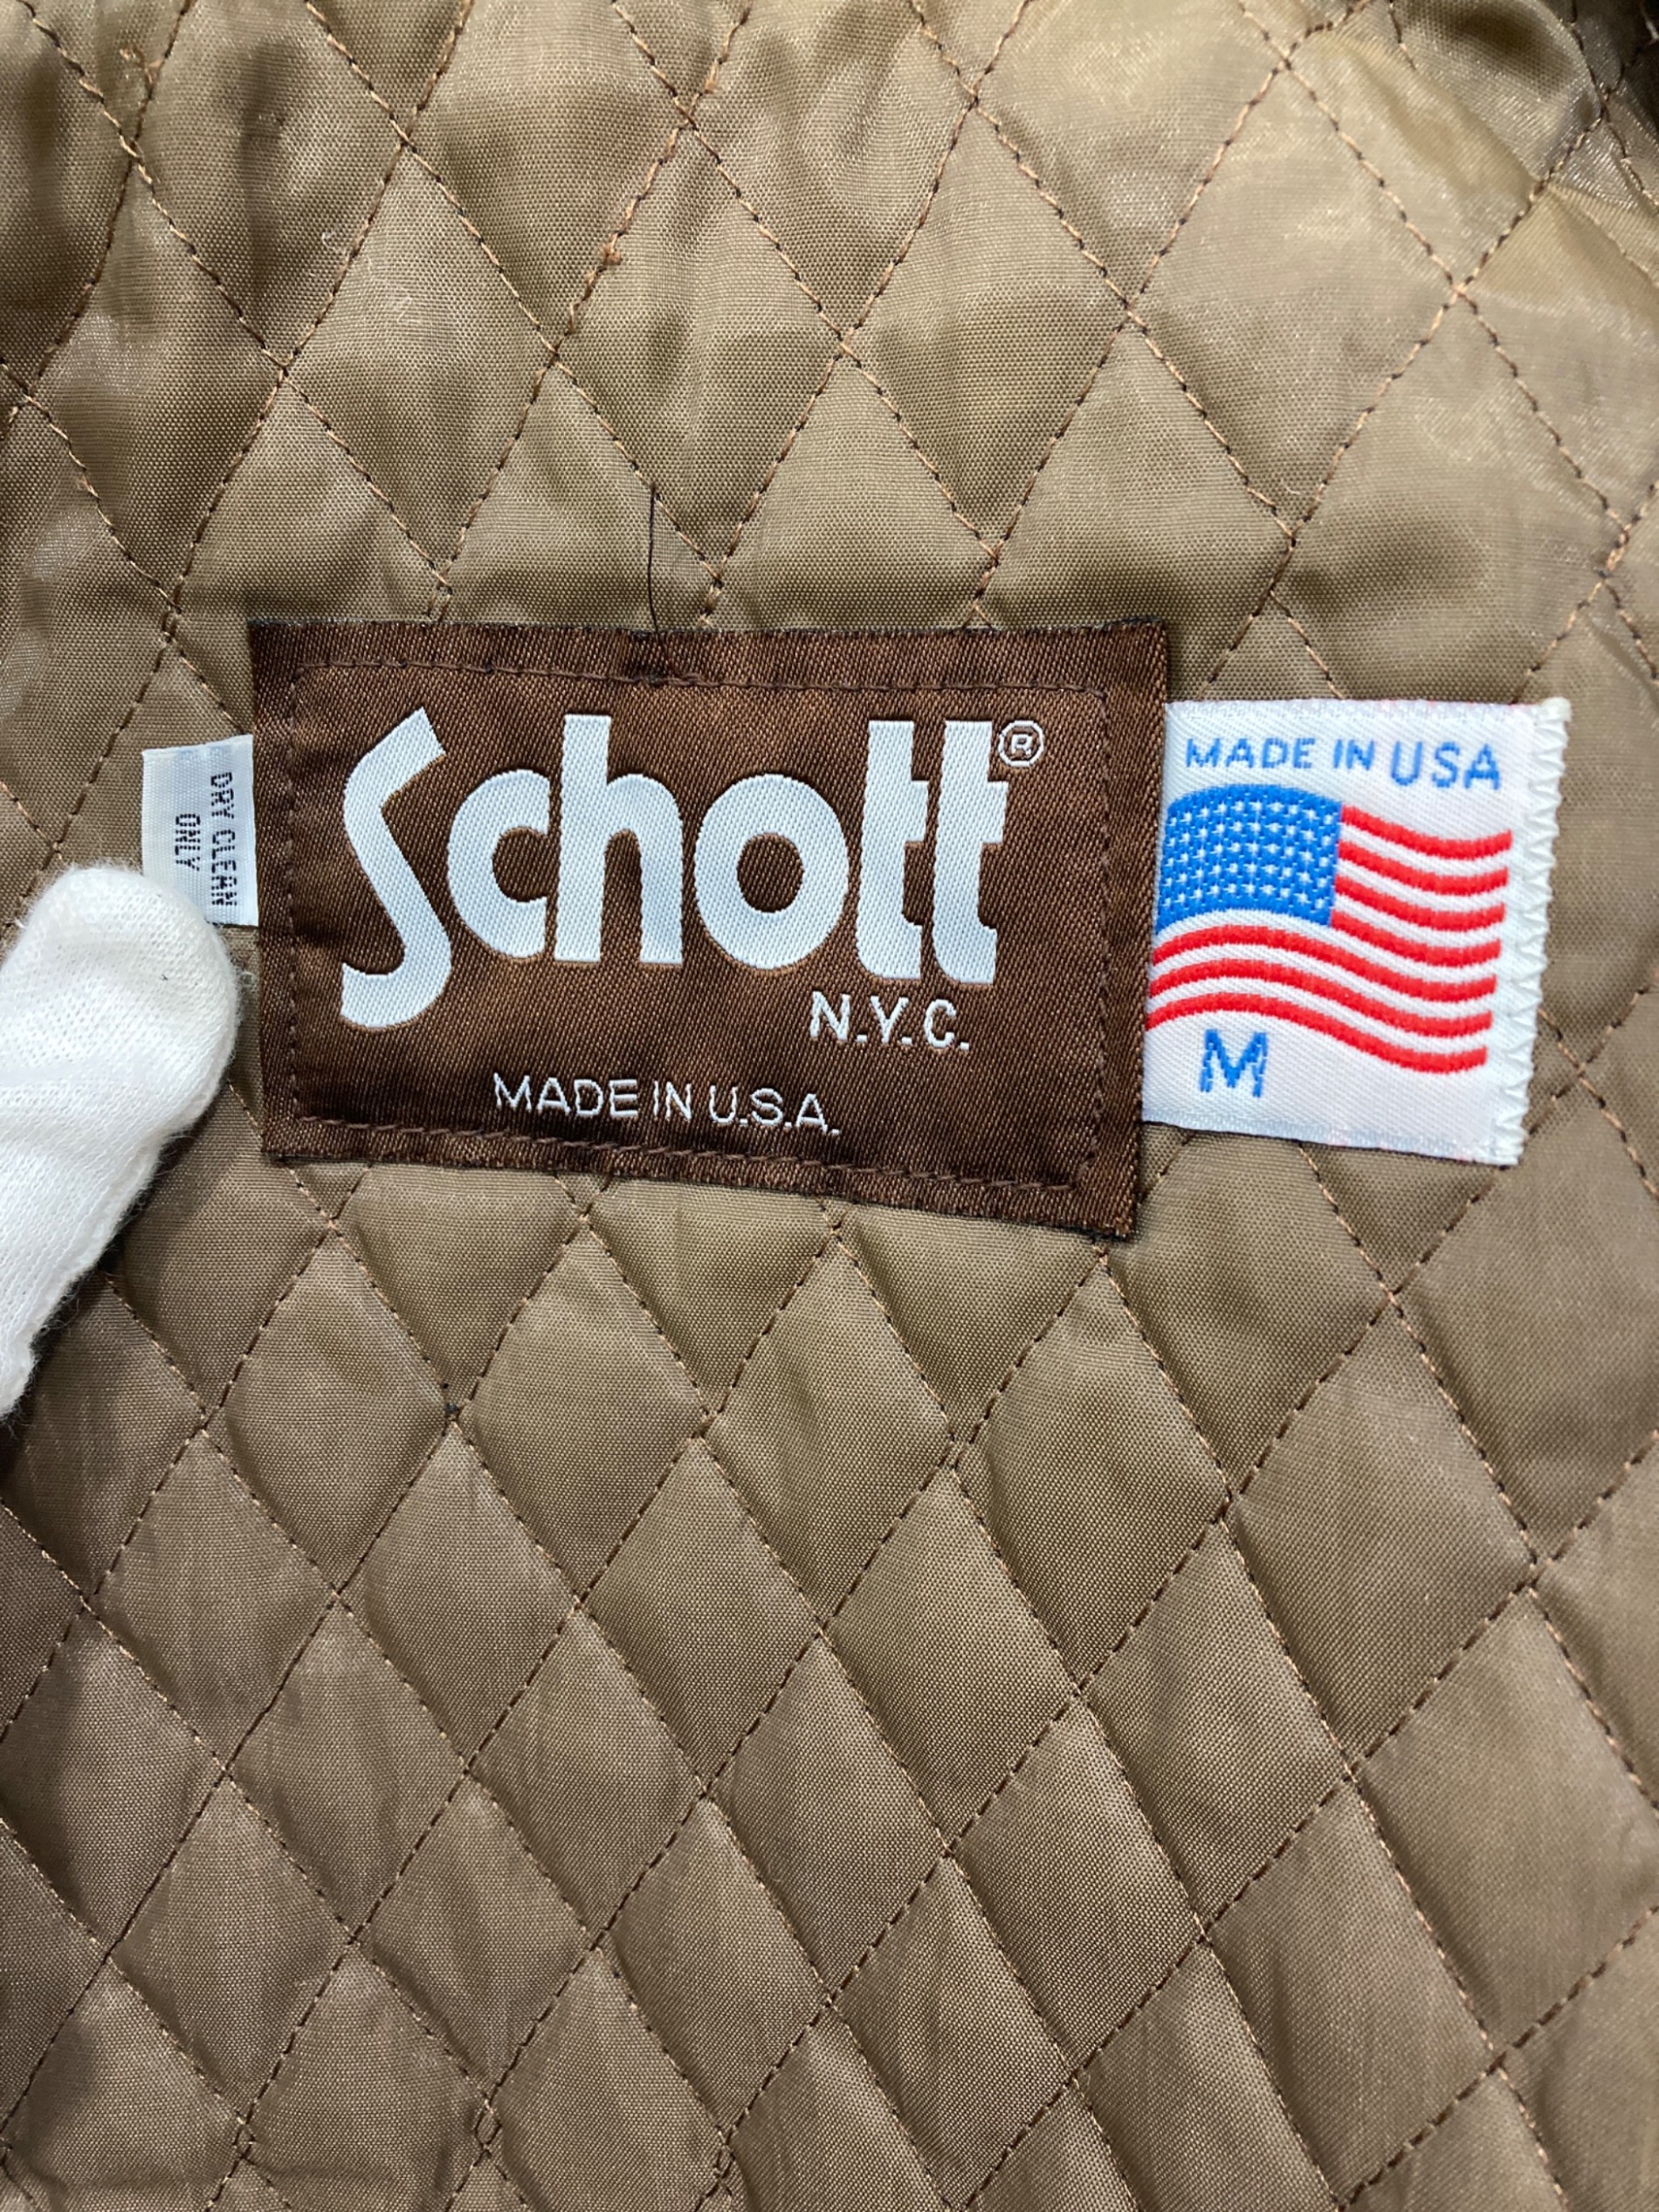 Schott®
N.Y.C.
MADE IN U.S.A.
MADE IN USA
M
DRY CLEAN
ONLY